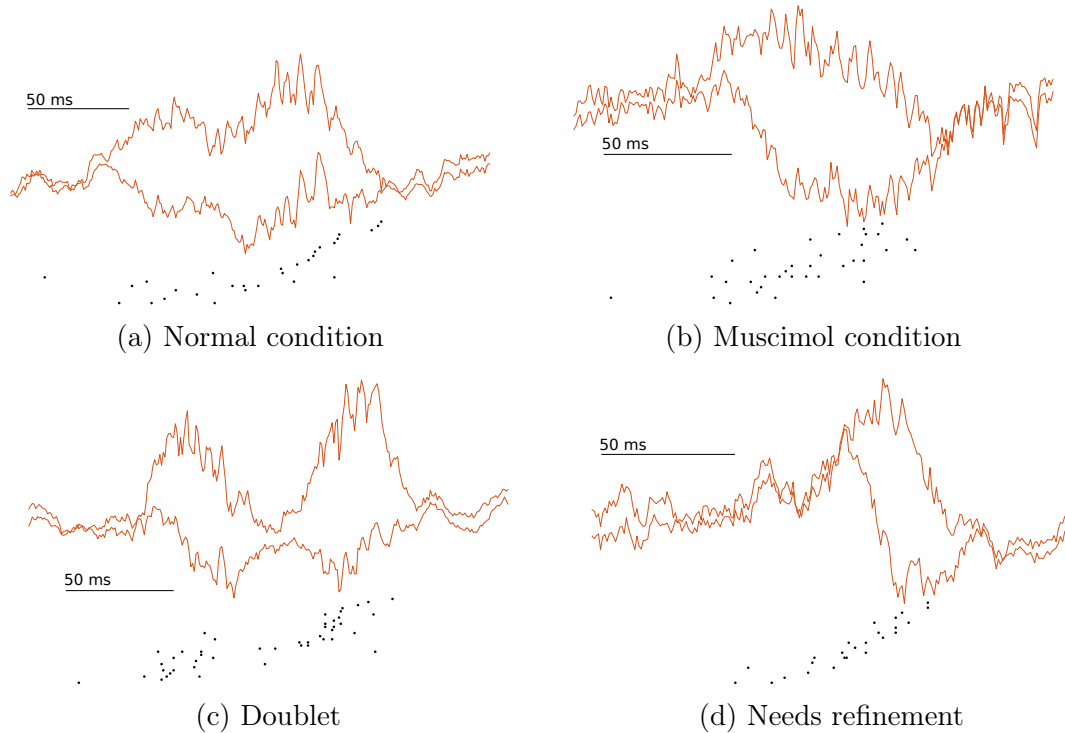 50 ms
50 ms
(a) Normal condition
(b) Muscimol condition
50 ms
50 ms
(c) Doublet
(d) Needs refinement